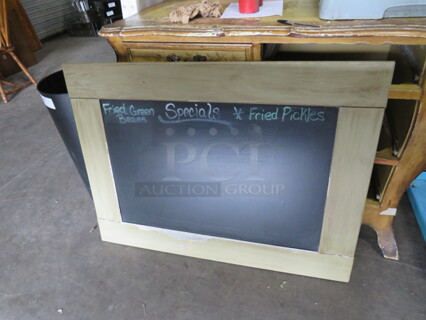 Fried Green Specials & Fried Pickles
Beans
PCI
AUCTION GROUP